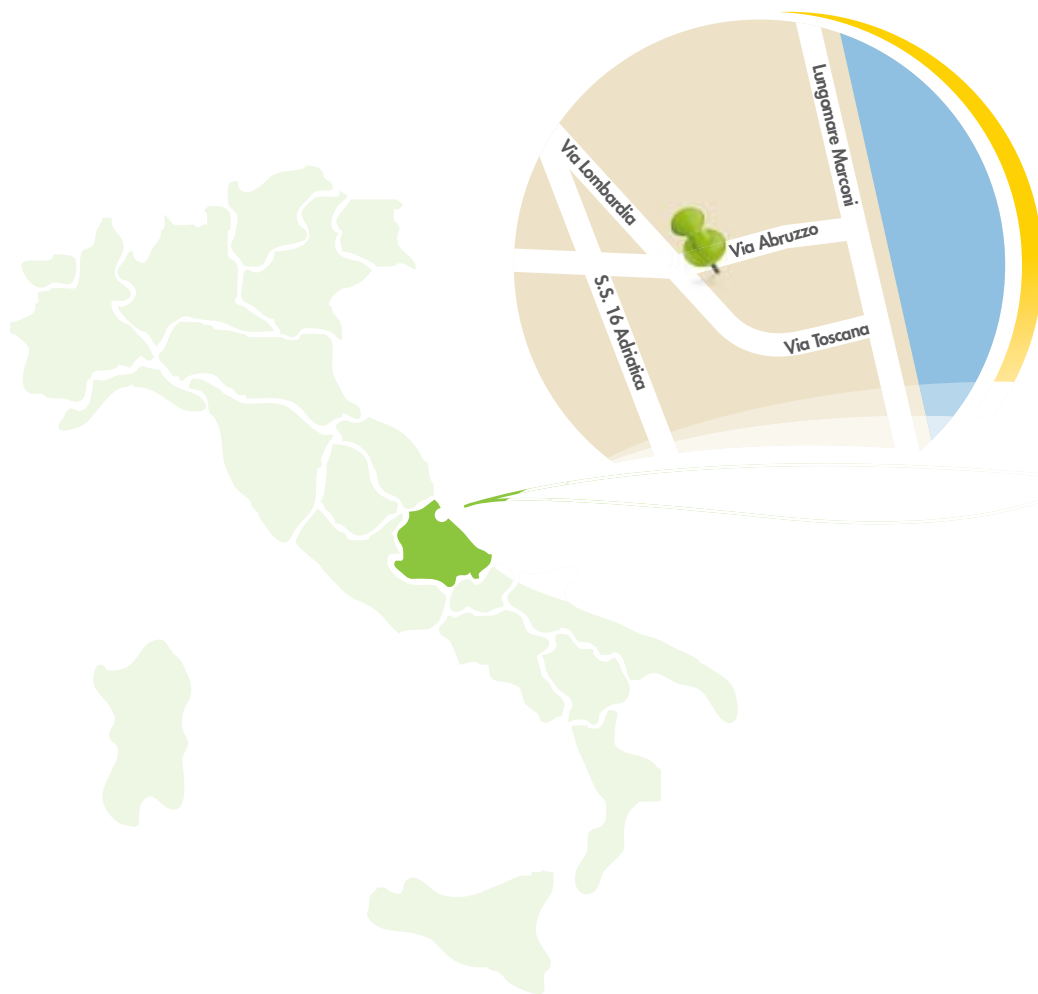 Lungomare Marconi
Via Lombardia
Via Abruzzo
S.S. 16 Adriatica
Via Toscana